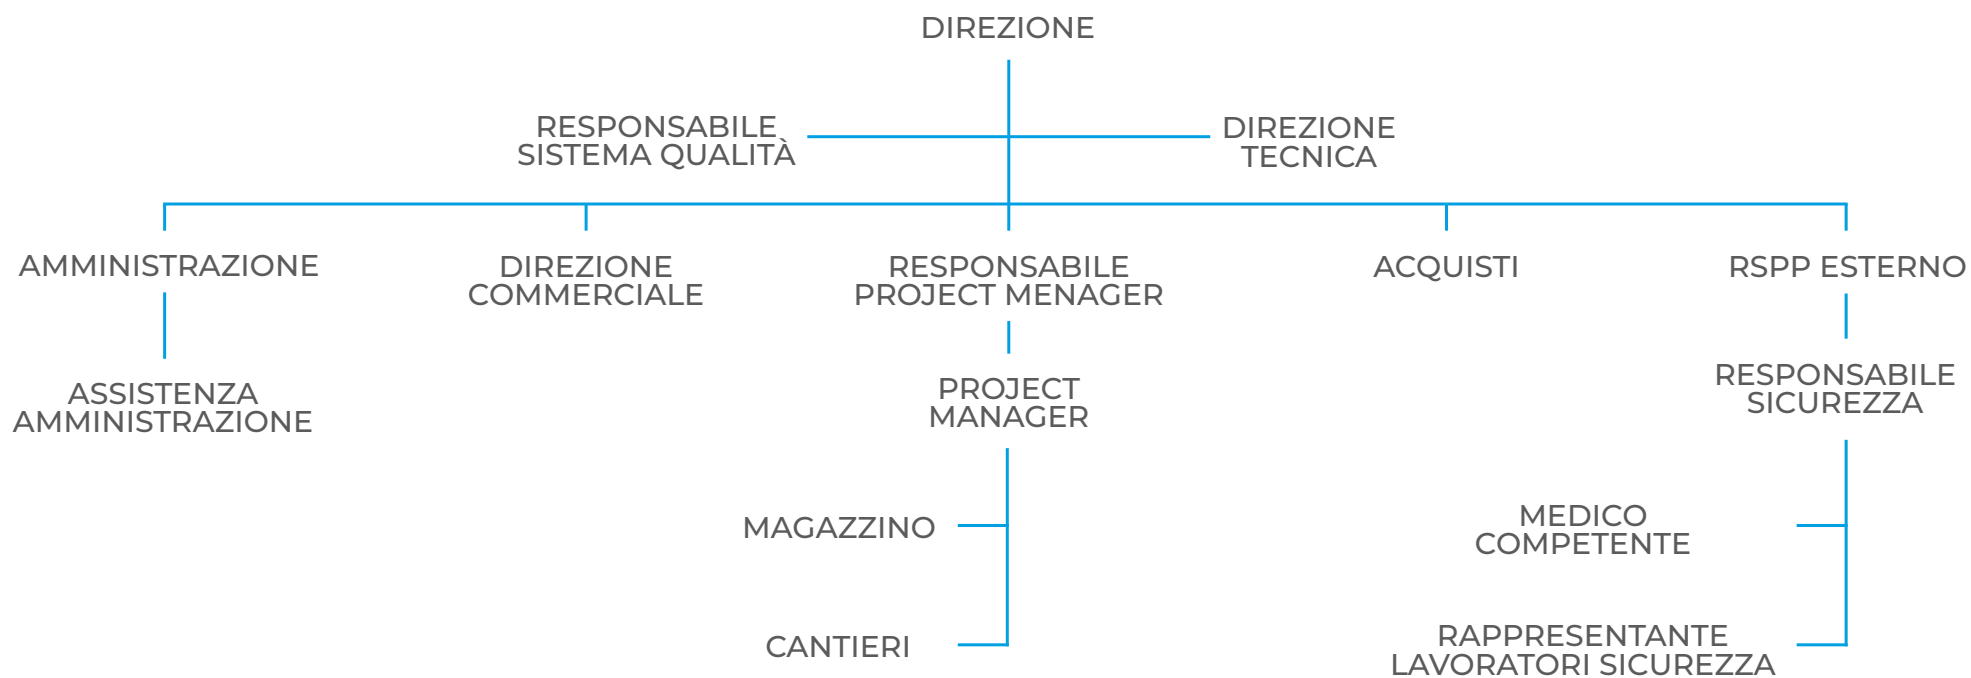 DIREZIONE
RESPONSABILE
SISTEMA QUALITÀ
DIREZIONE
TECNICA
AMMINISTRAZIONE
DIREZIONE
COMMERCIALE
RESPONSABILE
PROJECT MENAGER
ACQUISTI
RSPP ESTERNO
ASSISTENZA
AMMINISTRAZIONE
PROJECT
MANAGER
RESPONSABILE
SICUREZZA
MAGAZZINO
MEDICO
COMPETENTE
CANTIERI
RAPPRESENTANTE
LAVORATORI SICUREZZA